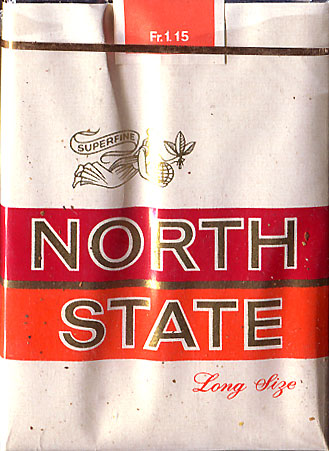 Fr. 1.15
SUPERFINE
NORTH
STATE
Long Size